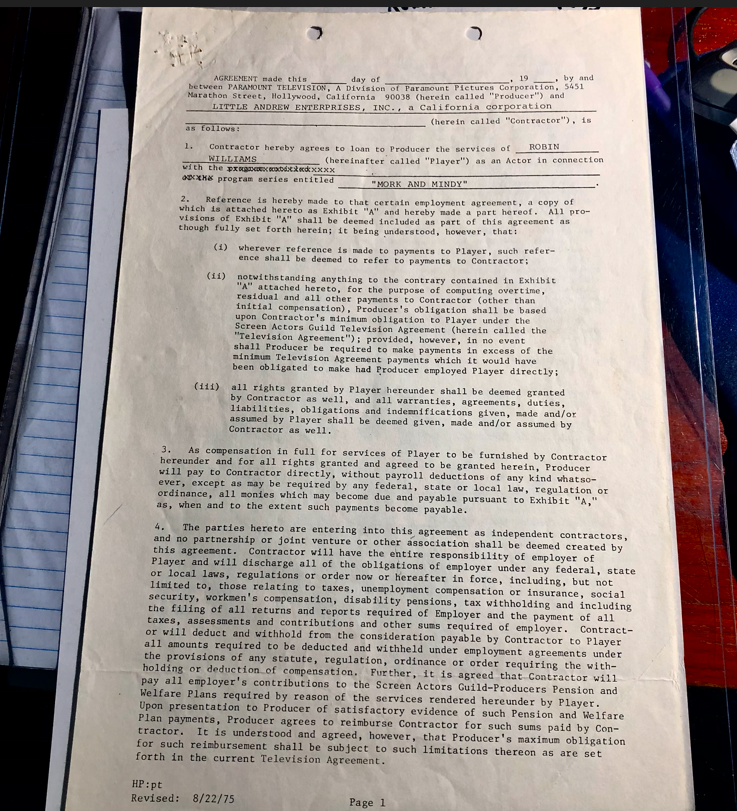 AGREEMENT made this ______ day of ____________________, 19 ___, by and
between PARAMOUNT TELEVISION, A Division of Paramount Pictures Corporation, 5451
Marathon Street, Hollywood, California 90038 (herein called "Producer") and
LITTLE ANDREW ENTERPRISES, INC., a California corporation
(herein called "Contractor"), is
as follows:
1. Contractor hereby agrees to loan to Producer the services of ROBIN
WILLIAMS (hereinafter called "Player") as an Actor in connection
with the
program series entitled "MORK AND MINDY".
2. Reference is hereby made to that certain employment agreement, a copy of
which is attached hereto as Exhibit "A" and hereby made a part hereof. All pro-
visions of Exhibit "A" shall be deemed included as part of this agreement as
though fully set forth herein; it being understood, however, that:
(i) wherever reference is made to payments to Player, such refer-
ence shall be deemed to refer to payments to Contractor;
(ii) notwithstanding anything to the contrary contained in Exhibit
"A" attached hereto, for the purpose of computing overtime,
residual and all other payments to Contractor (other than
initial compensation), Producer's obligation shall be based
upon Contractor's minimum obligation to Player under the
Screen Actors Guild Television Agreement (herein called the
"Television Agreement"); provided, however, in no event
shall Producer be required to make payments in excess of the
minimum Television Agreement payments which it would have
been obligated to make had Producer employed Player directly;
(iii) all rights granted by Player hereunder shall be deemed granted
by Contractor as well, and all warranties, agreements, duties,
liabilities, obligations and indemnifications given, made and/or
assumed by Player shall be deemed given, made and/or assumed by
Contractor as well.
3. As compensation in full for services of Player to be furnished by Contractor
hereunder and for all rights granted and agreed to be granted herein, Producer
will pay to Contractor directly, without payroll deductions of any kind whatso-
ever, except as may be required by any federal, state or local law, regulation or
ordinance, all monies which may become due and payable pursuant to Exhibit "A,"
as, when and to the extent such payments become payable.
4. The parties hereto are entering into this agreement as independent contractors,
and no partnership or joint venture or other association shall be deemed created by
this agreement. Contractor will have the entire responsibility of employer of
Player and will discharge all of the obligations of employer under any federal, state
or local laws, regulations or order now or hereafter in force, including, but not
limited to, those relating to taxes, unemployment compensation or insurance, social
security, workmen's compensation, disability pensions, tax withholding and including
the filing of all returns and reports required of Employer and the payment of all
taxes, assessments and contributions and other sums required of employer. Contract-
or will deduct and withhold from the consideration payable by Contractor to Player
all amounts required to be deducted and withheld under employment agreements under
the provisions of any statute, regulation, ordinance or order requiring the with-
holding or deduction of compensation. Further, it is agreed that Contractor will
pay all employer's contributions to the Screen Actors Guild-Producers Pension and
Welfare Plans required by reason of the services rendered hereunder by Player.
Upon presentation to Producer of satisfactory evidence of such Pension and Welfare
Plan payments, Producer agrees to reimburse Contractor for such sums paid by Con-
tractor. It is understood and agreed, however, that Producer's maximum obligation
for such reimbursement shall be subject to such limitations thereon as are set
forth in the current Television Agreement.
HP:pt
Revised: 8/22/75
Page 1